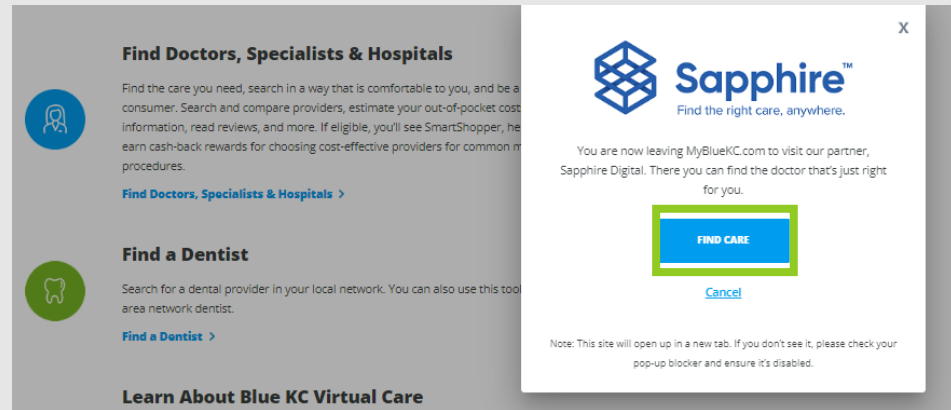 Find Doctors, Specialists & Hospitals
Find the care you need, search in a way that is comfortable to you, and be a
consumer. Search and compare providers, estimate your out-of-pocket cost
information, read reviews, and more. If eligible, you'll see SmartShopper, he
earn cash-back rewards for choosing cost-effective providers for common m
procedures.
Find Doctors, Specialists & Hospitals >
Find a Dentist
Search for a dental provider in your local network. You can also use this tool
area network dentist.
Find a Dentist >
Learn About Blue KC Virtual Care
X
Sapphire™
Find the right care, anywhere.
You are now leaving MyBlueKC.com to visit our partner,
Sapphire Digital. There you can find the doctor that's just right
for you.
FIND CARE
Cancel
Note: This site will open up in a new tab. If you don't see it, please check your
pop-up blocker and ensure it's disabled.